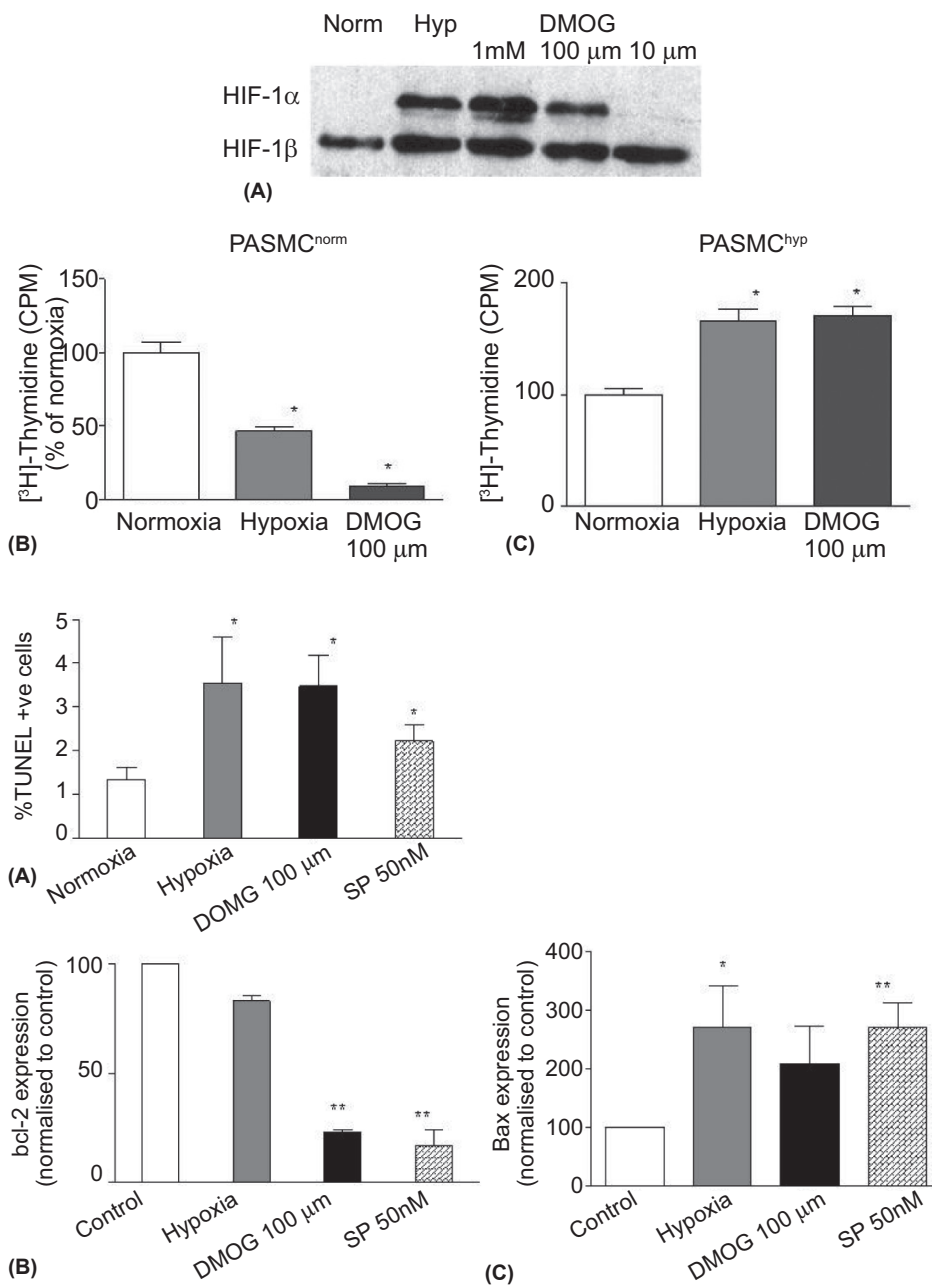 Norm Hyp DMOG
1mM 100 μm 10 μm
HIF-1α
HIF-1β
(A)
PASMCnorm
[³H]-Thymidine (CPM)
(% of normoxia)
150
100
50
0
Normoxia Hypoxia DMOG
100 μm
*
*
(B)
PASMChyp
[³H]-Thymidine (CPM)
200
100
0
Normoxia Hypoxia DMOG
100 μm
*
*
(C)
%TUNEL +ve cells
5
4
3
2
1
0
*
*
*
Normoxia
Hypoxia
DOMG 100 μm
SP 50nM
(A)
bcl-2 expression
(normalised to control)
100
50
0
**
**
Control
Hypoxia
DMOG 100 μm
SP 50nM
(B)
Bax expression
(normalised to control)
400
300
200
100
0
*
**
Control
Hypoxia
DMOG 100 μm
SP 50nM
(C)